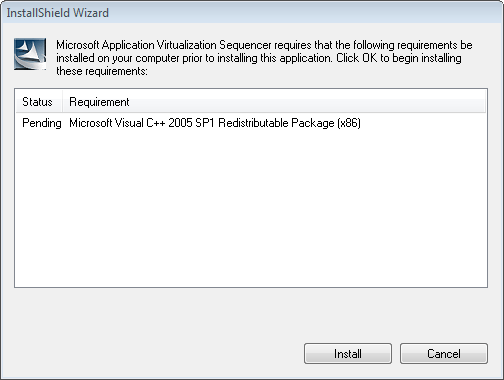 InstallShield Wizard
Microsoft Application Virtualization Sequencer requires that the following requirements be
installed on your computer prior to installing this application. Click OK to begin installing
these requirements:
Status Requirement
Pending Microsoft Visual C++ 2005 SP1 Redistributable Package (x86)
Install Cancel